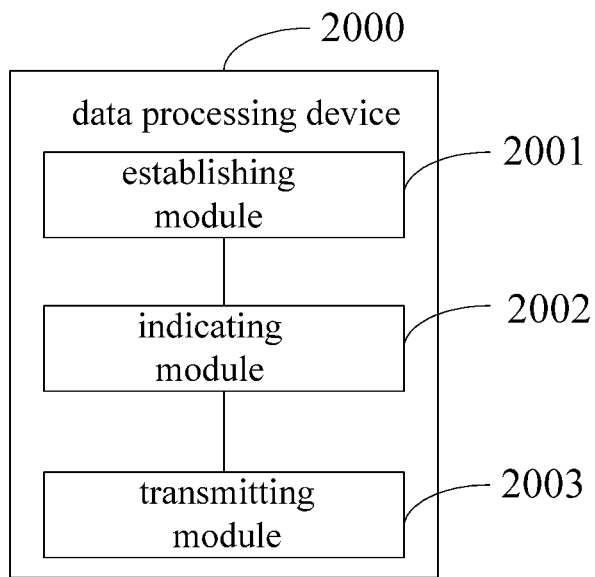 2000
data processing device
establishing
module
2001
indicating
module
2002
transmitting
module
2003